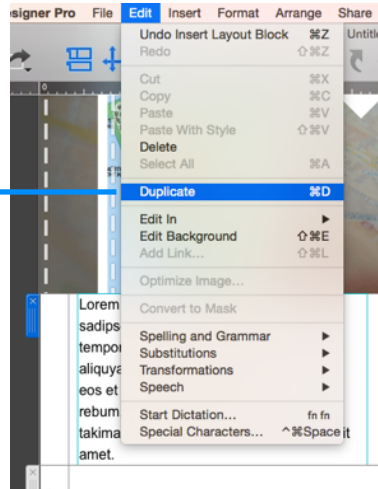 signer Pro File Edit Insert Format Arrange Share
Undo Insert Layout Block ⌘Z
Redo ⇧⌘Z
Cut ⌘X
Copy ⌘C
Paste ⌘V
Paste With Style ⇧⌘V
Delete
Select All ⌘A
Duplicate ⌘D
Edit In
Edit Background ⇧⌘E
Add Link... ⇧⌘L
Optimize Image...
Convert to Mask
Spelling and Grammar
Substitutions
Transformations
Speech
Start Dictation... fn fn
Special Characters... ^⌘Space
Untitl
0
Lorem
sadips
tempor
aliquya
eos et
rebum
takima it
amet.